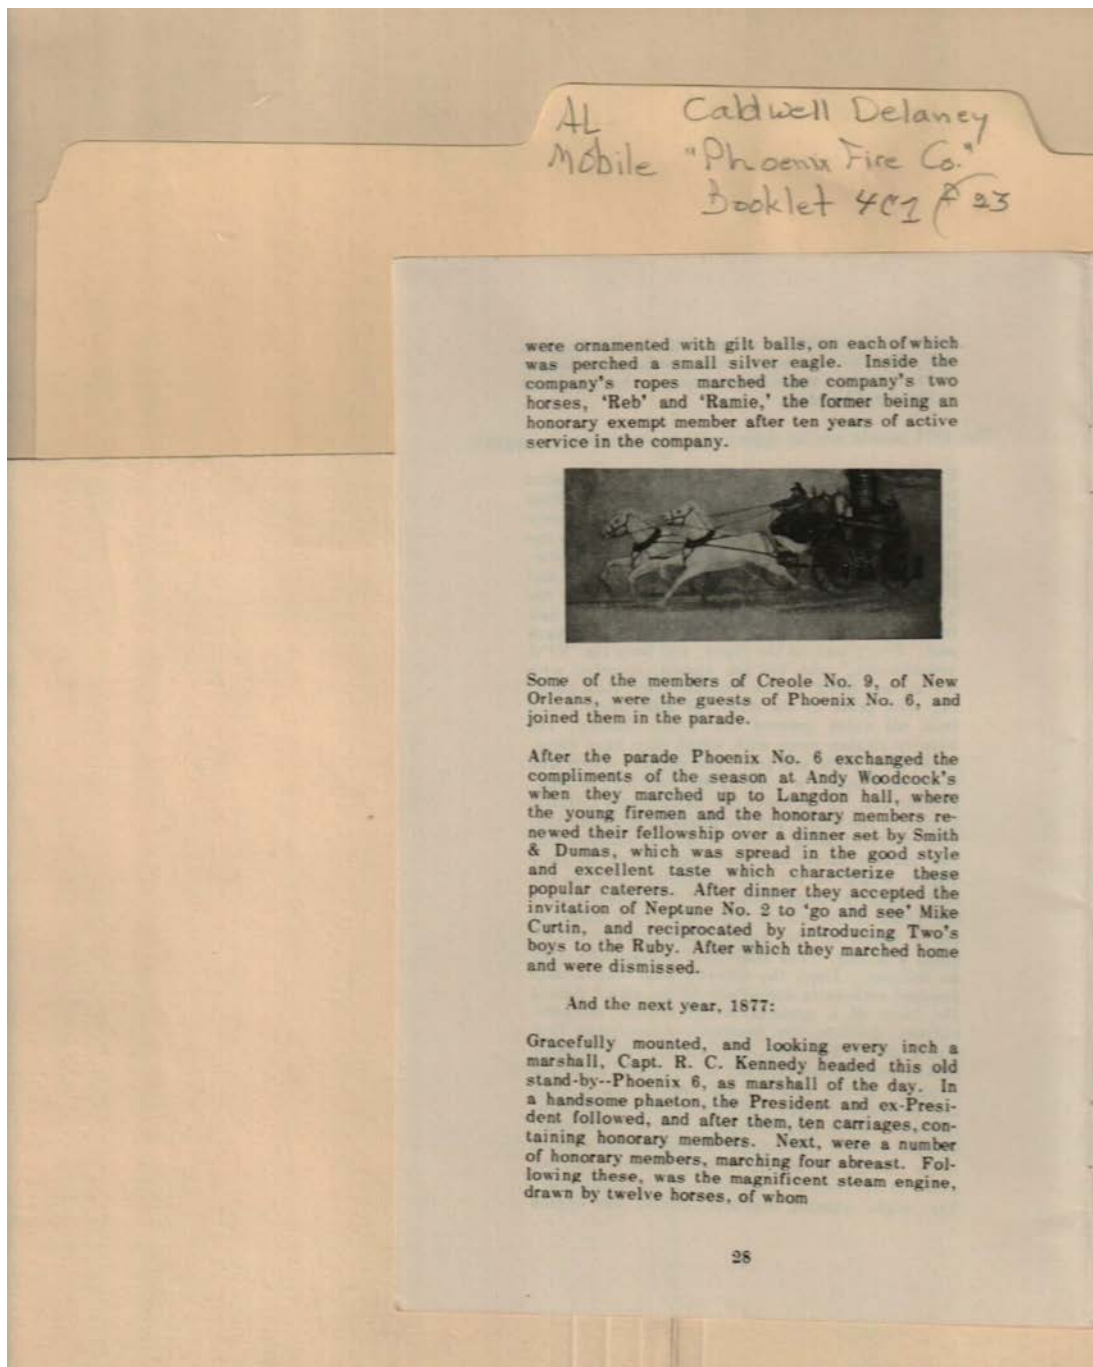 AL Caldwell Delaney
Mobile "Phoenix Fire Co."
Booklet 4C1 23
were ornamented with gilt balls, on each of which
was perched a small silver eagle. Inside the
company's ropes marched the company's two
horses, 'Reb' and 'Ramie,' the former being an
honorary exempt member after ten years of active
service in the company.
Some of the members of Creole No. 9, of New
Orleans, were the guests of Phoenix No. 6, and
joined them in the parade.
After the parade Phoenix No. 6 exchanged the
compliments of the season at Andy Woodcock's
when they marched up to Langdon hall, where
the young firemen and the honorary members re-
newed their fellowship over a dinner set by Smith
& Dumas, which was spread in the good style
and excellent taste which characterize these
popular caterers. After dinner they accepted the
invitation of Neptune No. 2 to 'go and see' Mike
Curtin, and reciprocated by introducing Two's
boys to the Ruby. After which they marched home
and were dismissed.
And the next year, 1877:
Gracefully mounted, and looking every inch a
marshall, Capt. R. C. Kennedy headed this old
stand-by--Phoenix 6, as marshall of the day. In
a handsome phaeton, the President and ex-Presi-
dent followed, and after them, ten carriages, con-
taining honorary members. Next, were a number
of honorary members, marching four abreast. Fol-
lowing these, was the magnificent steam engine,
drawn by twelve horses, of whom
28